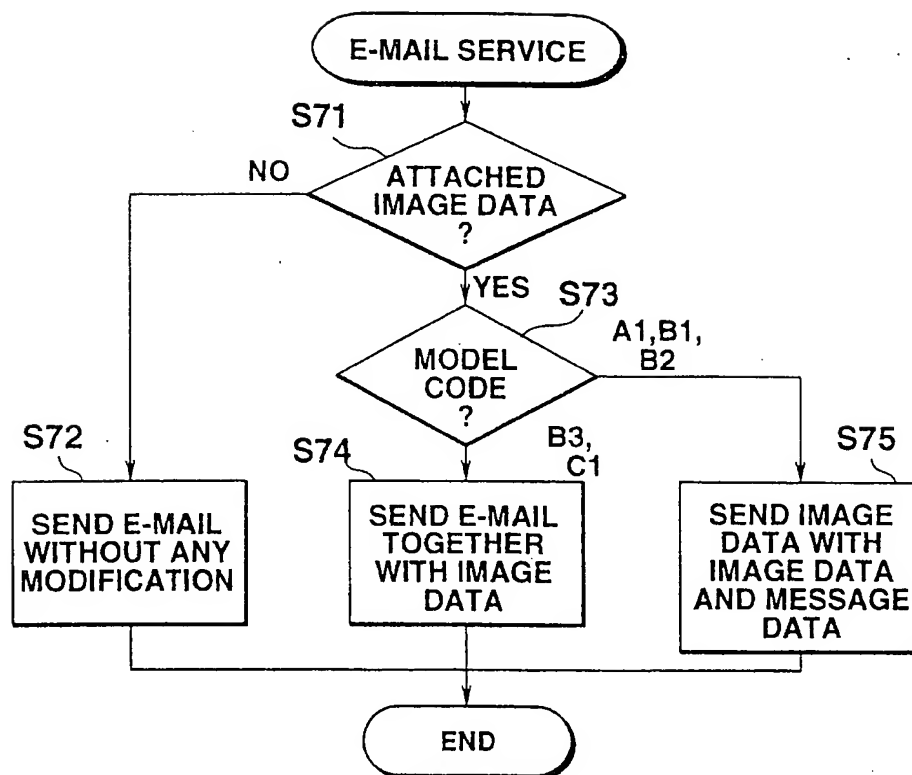 E-MAIL SERVICE
S71
NO
ATTACHED
IMAGE DATA
?
YES
S73
A1,B1,
B2
MODEL
CODE
?
S72
S74
B3,
C1
S75
SEND E-MAIL
WITHOUT ANY
MODIFICATION
SEND E-MAIL
TOGETHER
WITH IMAGE
DATA
SEND IMAGE
DATA WITH
IMAGE DATA
AND MESSAGE
DATA
END